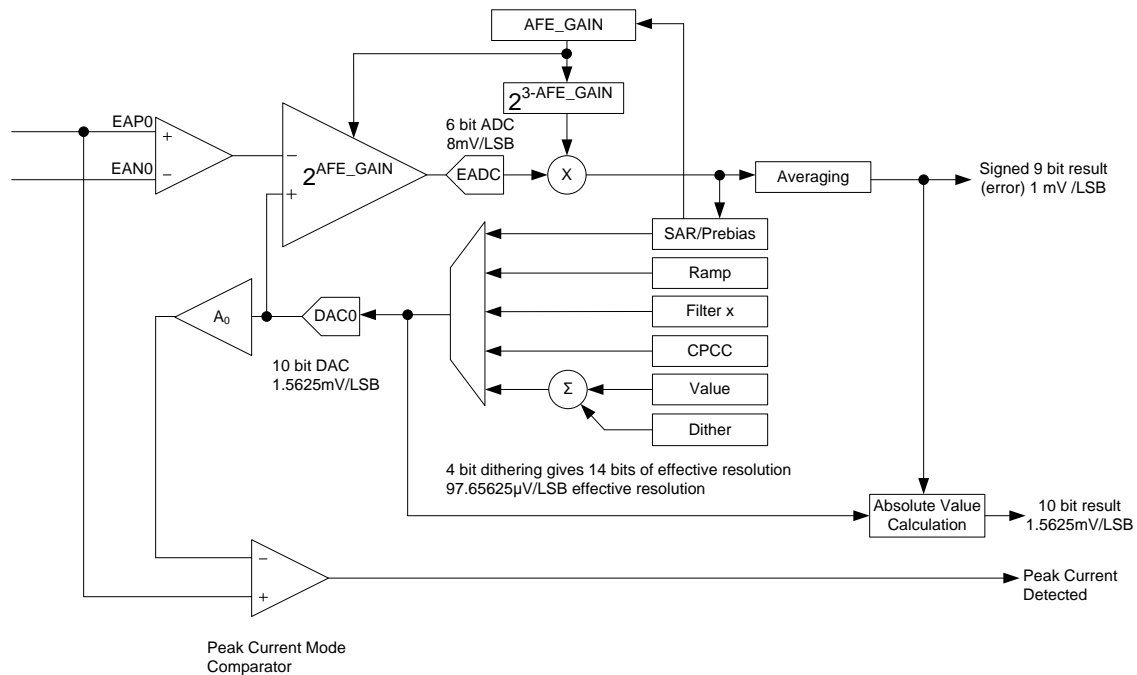 AFE_GAIN
2^3-AFE_GAIN
EAP0
EAN0
+
−
−
+
2^AFE_GAIN
6 bit ADC
8mV/LSB
EADC
X
Averaging
Signed 9 bit result
(error) 1 mV /LSB
SAR/Prebias
Ramp
Filter x
CPCC
Value
Dither
Σ
A₀
DAC0
10 bit DAC
1.5625mV/LSB
4 bit dithering gives 14 bits of effective resolution
97.65625µV/LSB effective resolution
Absolute Value
Calculation
10 bit result
1.5625mV/LSB
−
+
Peak Current
Detected
Peak Current Mode
Comparator